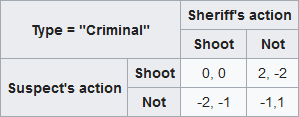 Type = "Criminal" Sheriff's action
Shoot Not
Suspect's action Shoot 0, 0 2, -2
Not -2, -1 -1,1